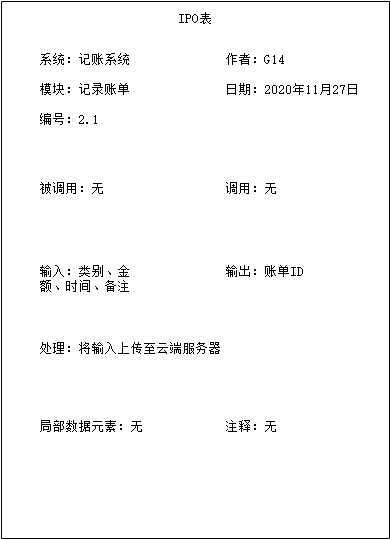 IPO表
系统：记账系统 作者：G14
模块：记录账单 日期：2020年11月27日
编号：2.1
被调用：无 调用：无
输入：类别、金 输出：账单ID
额、时间、备注
处理：将输入上传至云端服务器
局部数据元素：无 注释：无